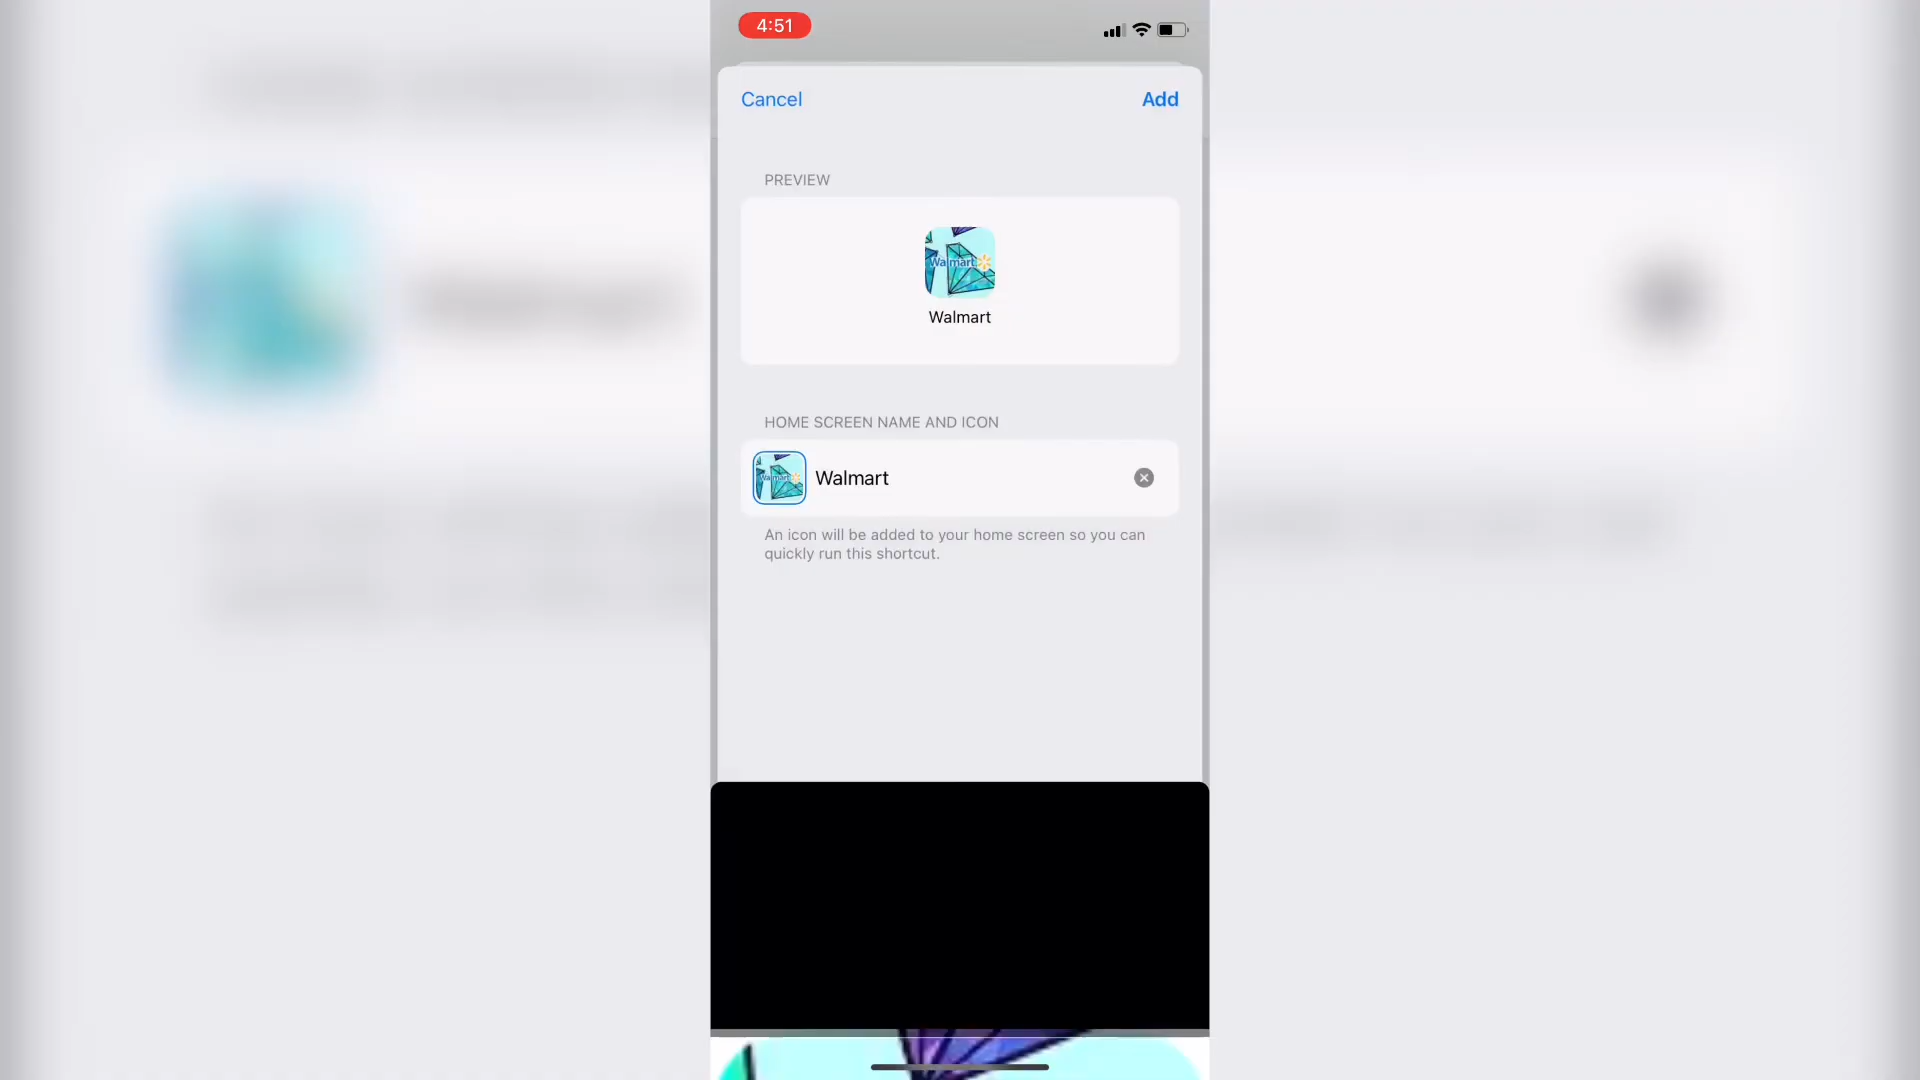 4:51
Cancel
Add
PREVIEW
Walmart
Walmart
HOME SCREEN NAME AND ICON
Walmart
Walmart
An icon will be added to your home screen so you can
quickly run this shortcut.